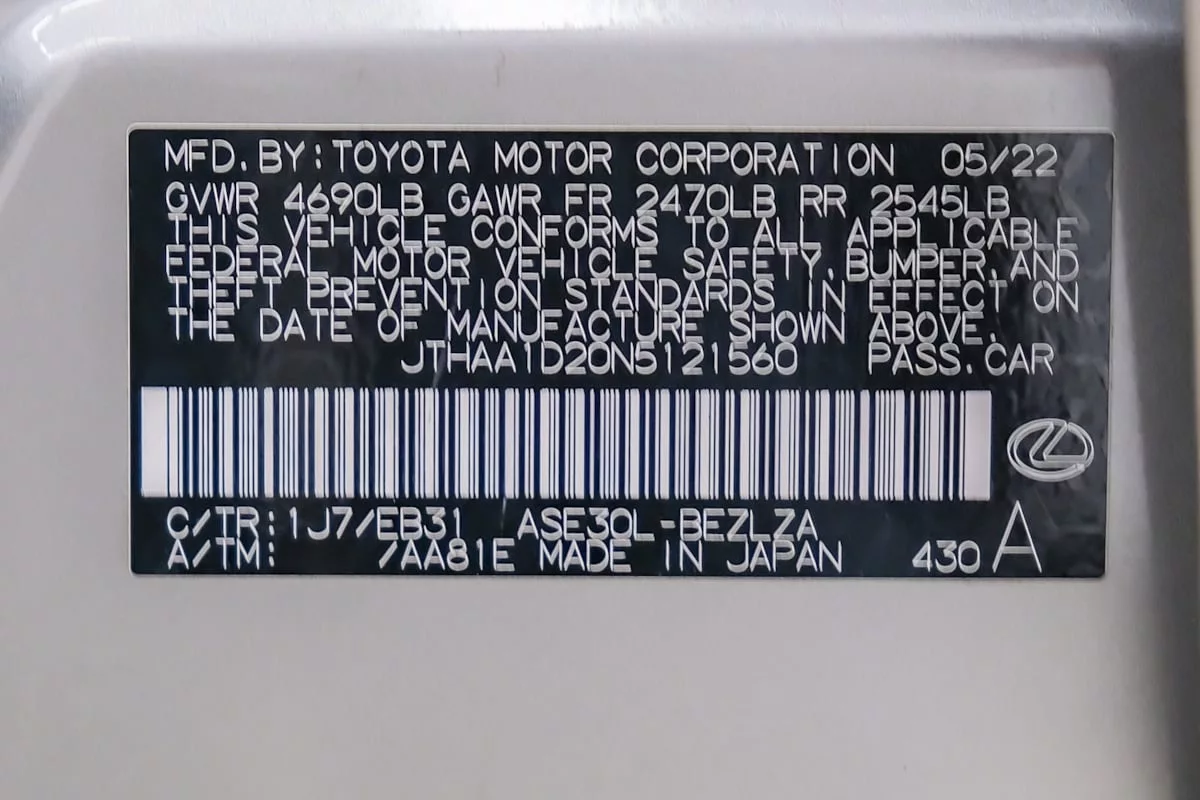 MFD.BY:TOYOTA MOTOR CORPORATION 05/22
GVWR 4690LB GAWR FR 2470LB RR 2545LB
THIS VEHICLE CONFORMS TO ALL APPLICABLE
FEDERAL MOTOR VEHICLE SAFETY,BUMPER,AND
THEFT PREVENTION STANDARDS IN EFFECT ON
THE DATE OF MANUFACTURE SHOWN ABOVE.
JTHAA1D20N5121560 PASS.CAR
C/TR:1J7/EB31 ASE30L-BEZLZA
A/TM: /AA81E MADE IN JAPAN 430 A